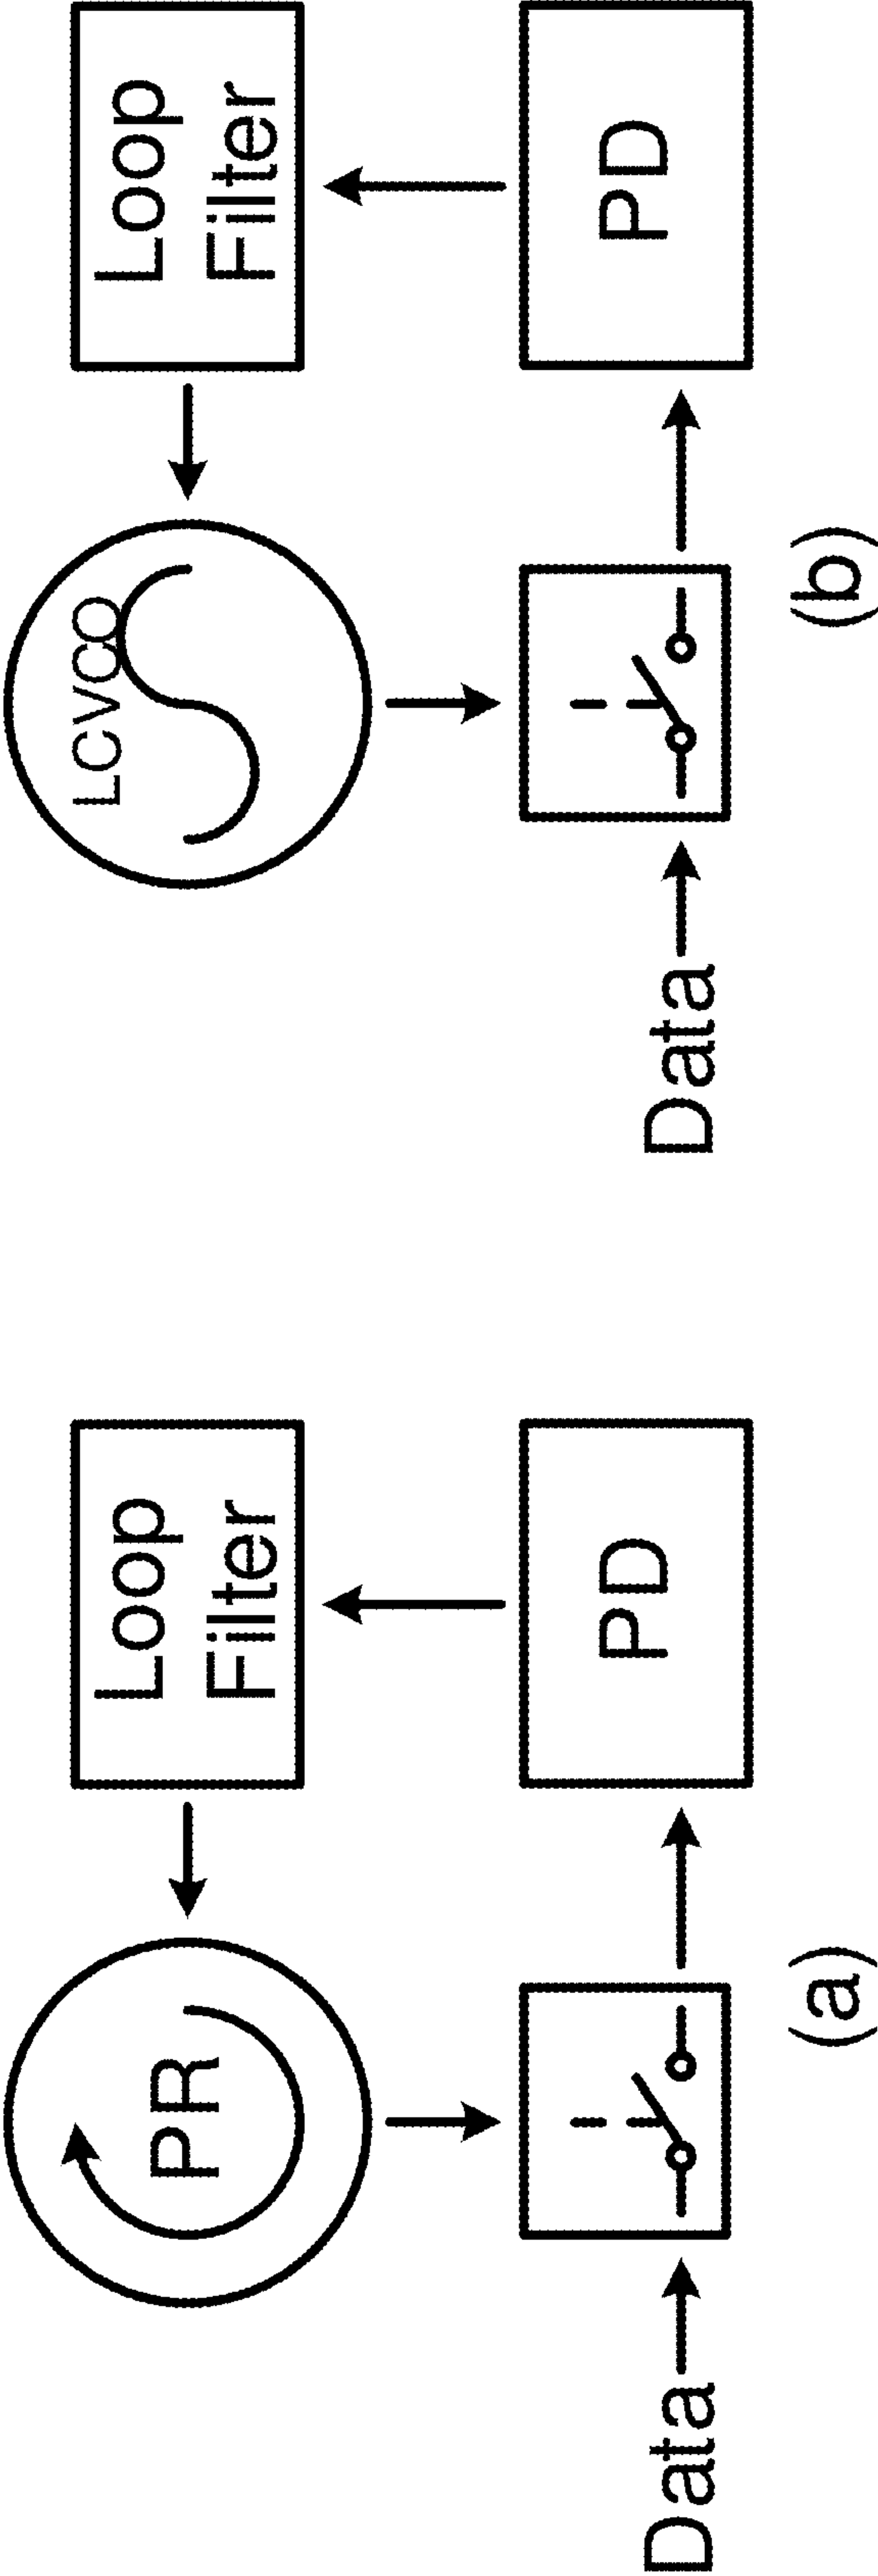 PR
Loop
Filter
Data
PD
(a)
LCVCO
Loop
Filter
Data
PD
(b)